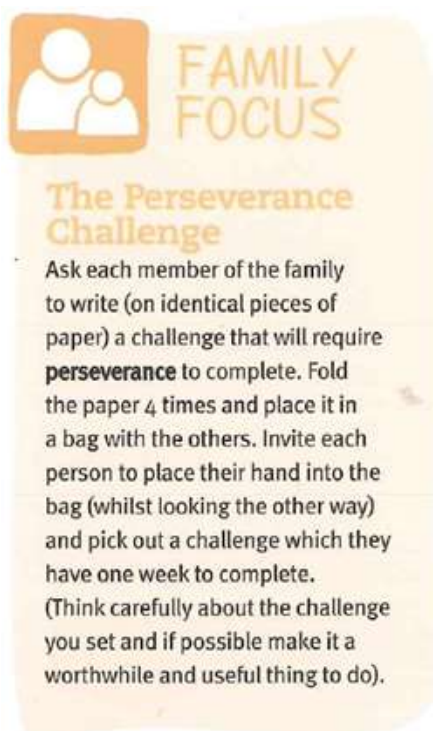 FAMILY
FOCUS
The Perseverance
Challenge
Ask each member of the family
to write (on identical pieces of
paper) a challenge that will require
perseverance to complete. Fold
the paper 4 times and place it in
a bag with the others. Invite each
person to place their hand into the
bag (whilst looking the other way)
and pick out a challenge which they
have one week to complete.
(Think carefully about the challenge
you set and if possible make it a
worthwhile and useful thing to do).